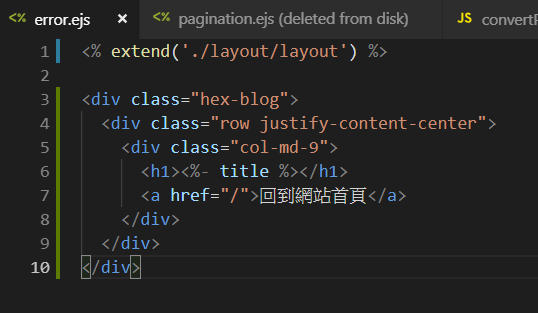 error.ejs × pagination.ejs (deleted from disk) JS convertP
1 <% extend('./layout/layout') %>
2
3 <div class="hex-blog">
4 <div class="row justify-content-center">
5 <div class="col-md-9">
6 <h1><%- title %></h1>
7 <a href="/">回到網站首頁</a>
8 </div>
9 </div>
10 </div>